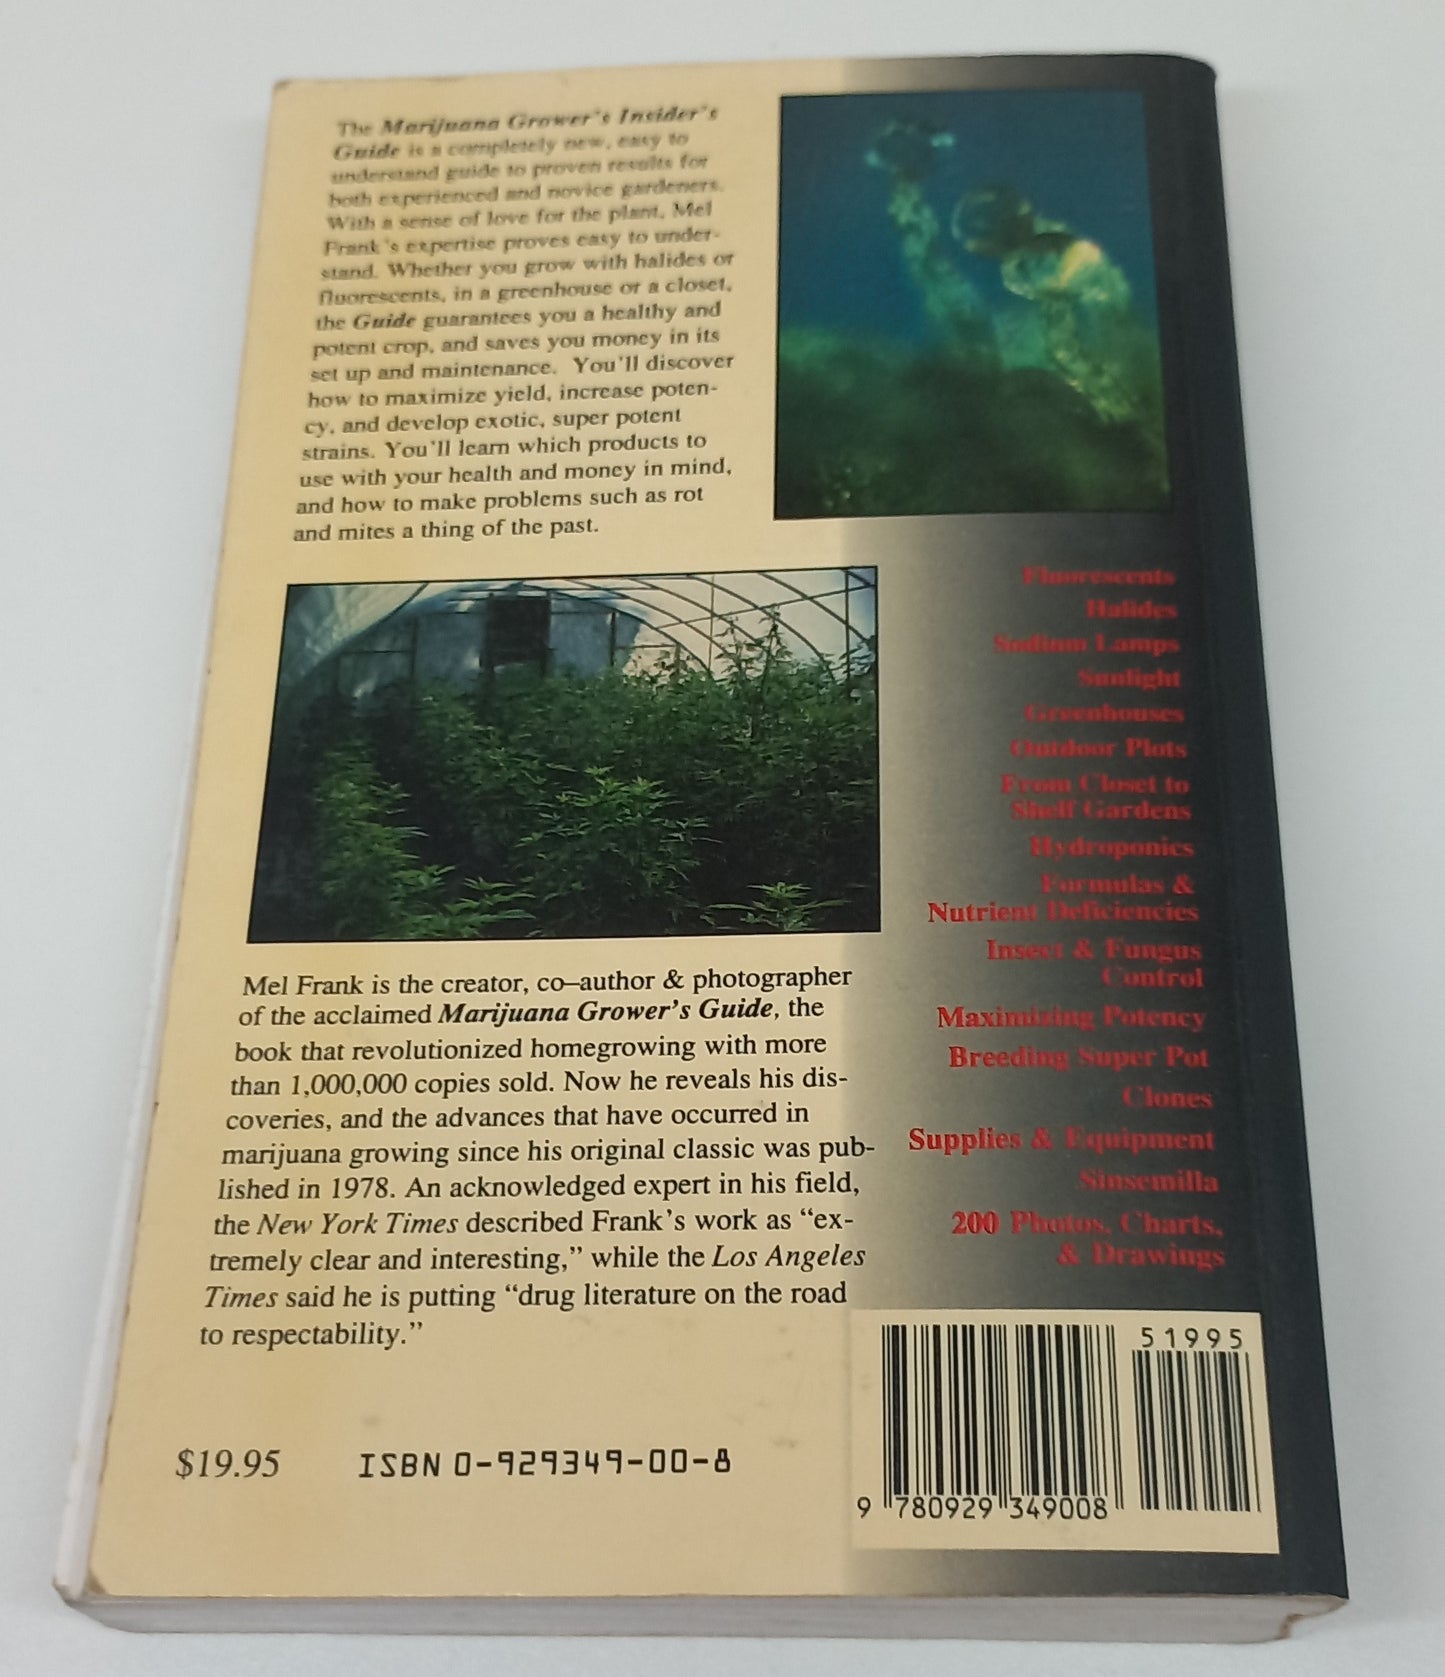 The Marijuana Grower's Insider's
Guide is a completely new, easy to
understand guide to proven results for
both experienced and novice gardeners.
With a sense of love for the plant, Mel
Frank's expertise proves easy to under-
stand. Whether you grow with halides or
fluorescents, in a greenhouse or a closet,
the Guide guarantees you a healthy and
potent crop, and saves you money in its
set up and maintenance. You'll discover
how to maximize yield, increase poten-
cy, and develop exotic, super potent
strains. You'll learn which products to
use with your health and money in mind,
and how to make problems such as rot
and mites a thing of the past.
Mel Frank is the creator, co–author & photographer
of the acclaimed Marijuana Grower's Guide, the
book that revolutionized homegrowing with more
than 1,000,000 copies sold. Now he reveals his dis-
coveries, and the advances that have occurred in
marijuana growing since his original classic was pub-
lished in 1978. An acknowledged expert in his field,
the New York Times described Frank's work as "ex-
tremely clear and interesting," while the Los Angeles
Times said he is putting "drug literature on the road
to respectability."
Fluorescents
Halides
Sodium Lamps
Sunlight
Greenhouses
Outdoor Plots
From Closet to
Shelf Gardens
Hydroponics
Formulas &
Nutrient Deficiencies
Insect & Fungus
Control
Maximizing Potency
Breeding Super Pot
Clones
Supplies & Equipment
Sinsemilla
200 Photos, Charts,
& Drawings
$19.95
ISBN 0-929349-00-8
51995
9 780929 349008